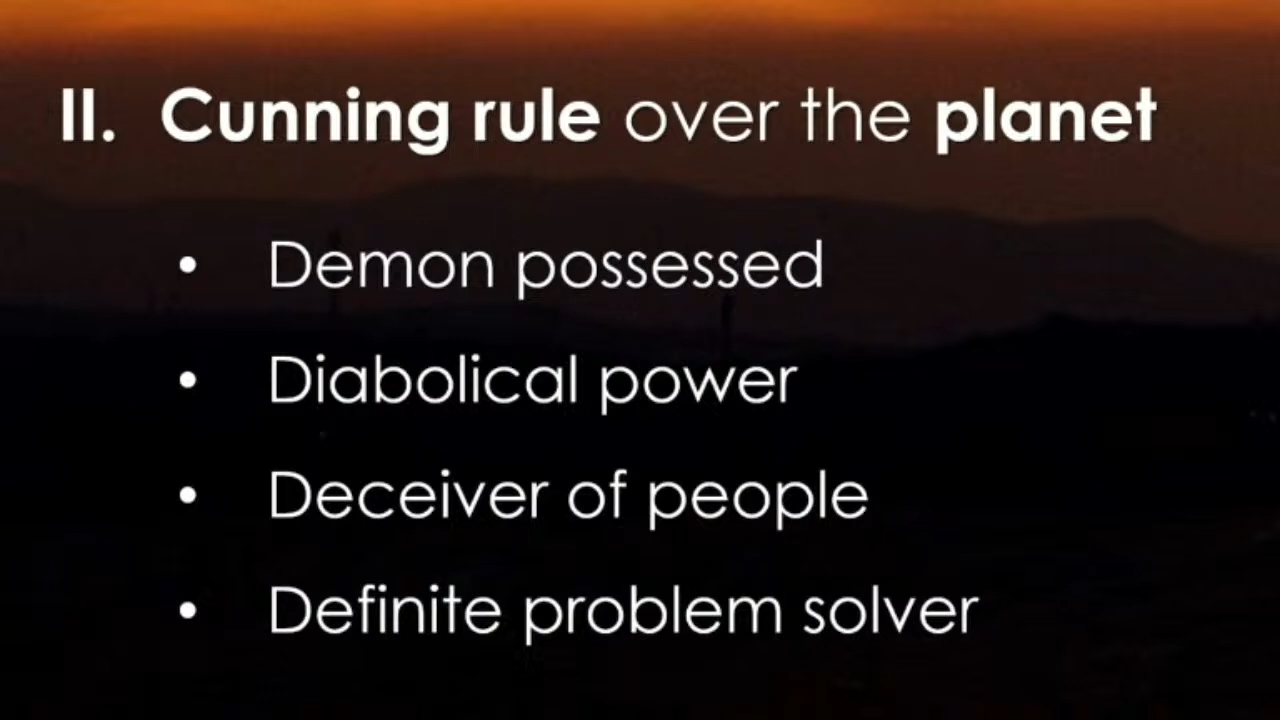 II. Cunning rule over the planet
• Demon possessed
• Diabolical power
• Deceiver of people
• Definite problem solver